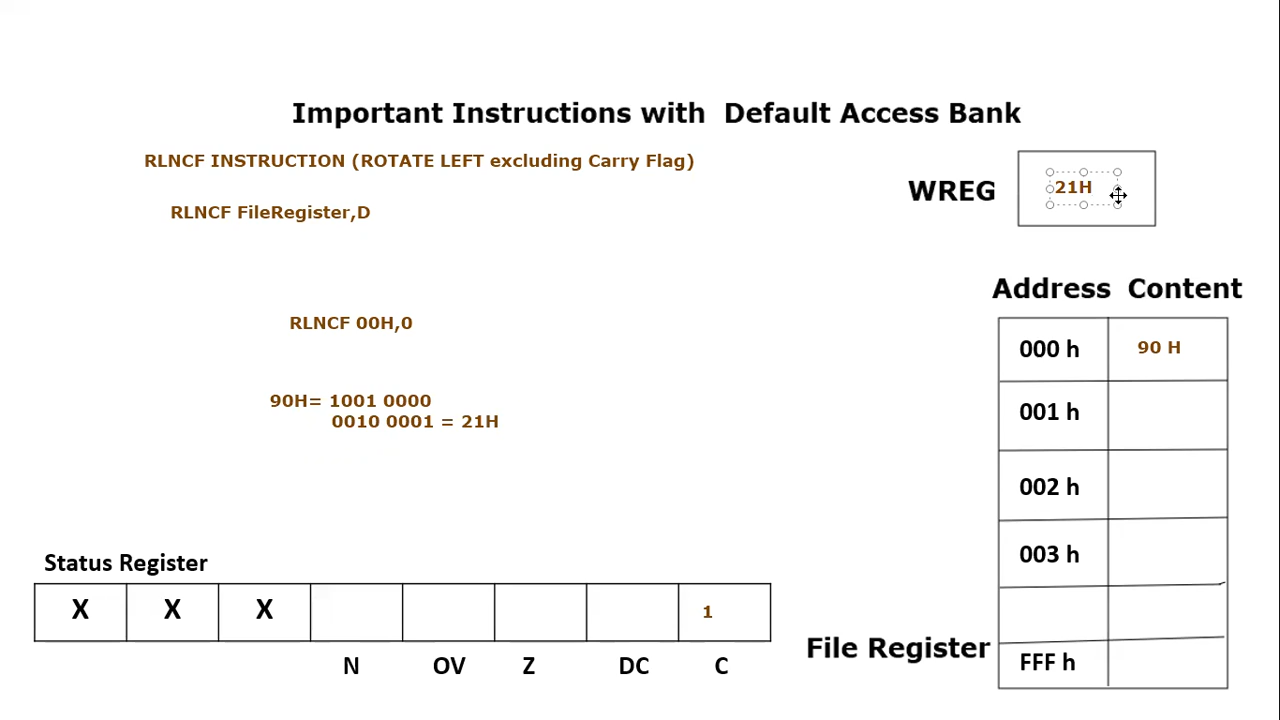 Important Instructions with Default Access Bank
RLNCF INSTRUCTION (ROTATE LEFT excluding Carry Flag)
RLNCF FileRegister,D
WREG
21H
RLNCF 00H,0
90H= 1001 0000
0010 0001 = 21H
Address Content
000 h 90 H
001 h
002 h
003 h
FFF h
File Register
Status Register
X X X 1
N OV Z DC C